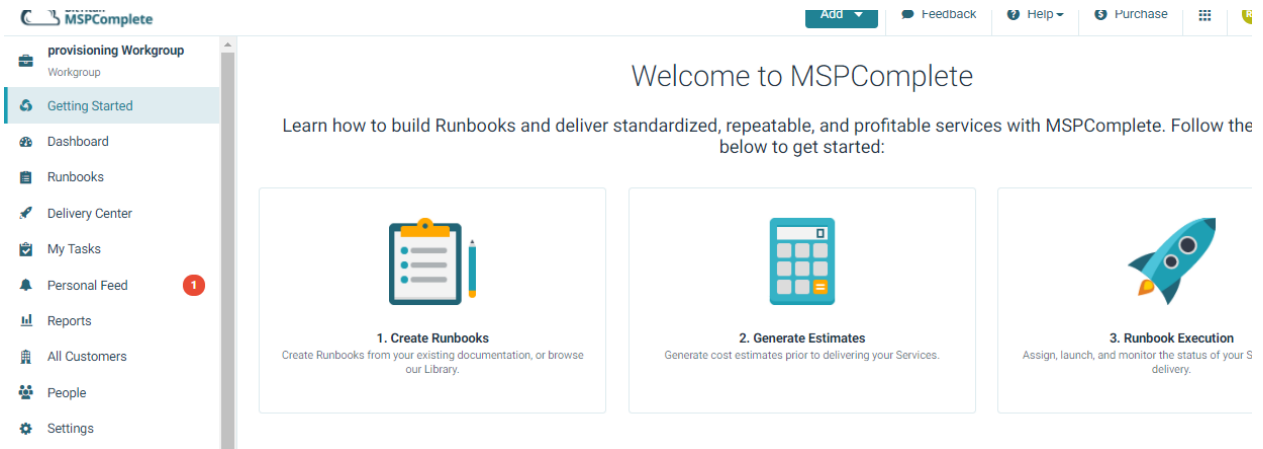 MSPComplete
Add
Feedback
Help
Purchase
provisioning Workgroup
Workgroup
Getting Started
Dashboard
Runbooks
Delivery Center
My Tasks
Personal Feed
1
Reports
All Customers
People
Settings
Welcome to MSPComplete
Learn how to build Runbooks and deliver standardized, repeatable, and profitable services with MSPComplete. Follow the
below to get started:
1. Create Runbooks
Create Runbooks from your existing documentation, or browse
our Library.
2. Generate Estimates
Generate cost estimates prior to delivering your Services.
3. Runbook Execution
Assign, launch, and monitor the status of your S
delivery.